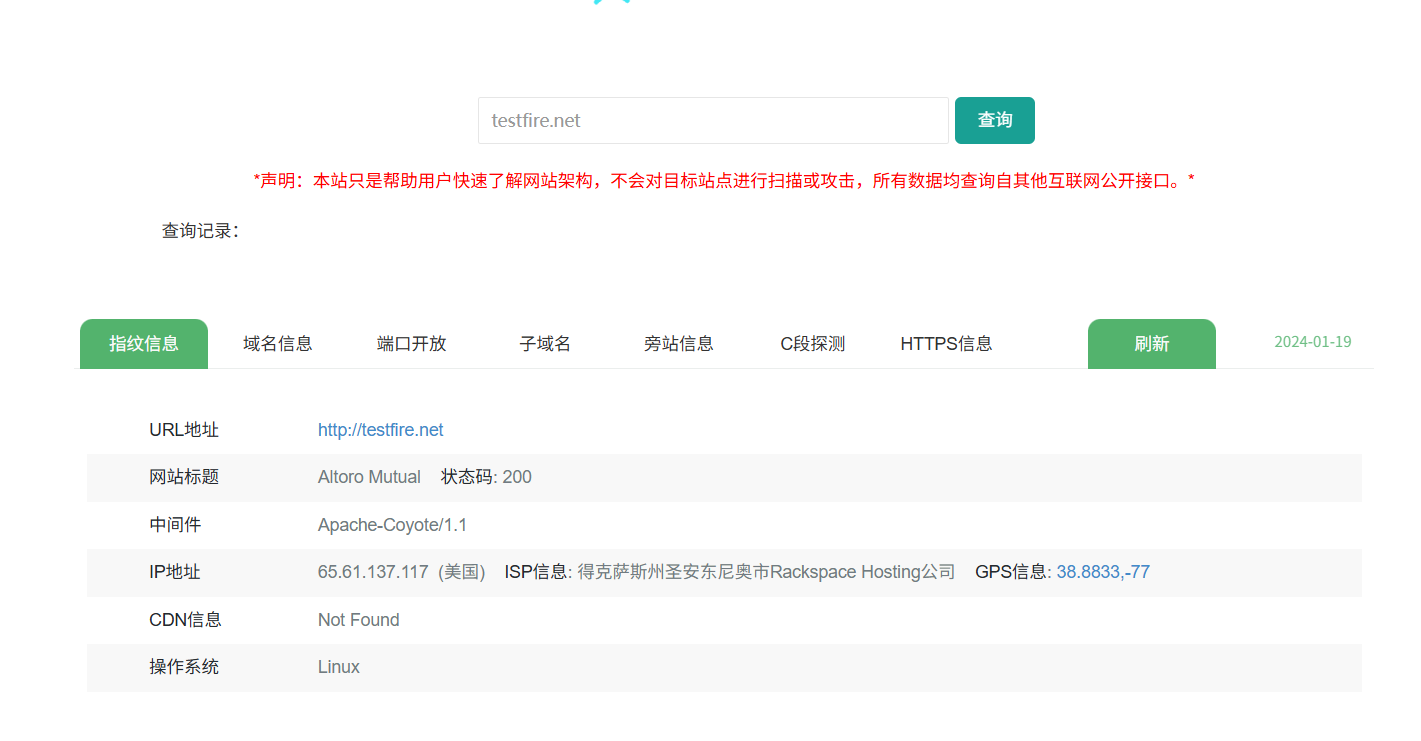 testfire.net 查询
*声明：本站只是帮助用户快速了解网站架构，不会对目标站点进行扫描或攻击，所有数据均查询自其他互联网公开接口。*
查询记录：
指纹信息 域名信息 端口开放 子域名 旁站信息 C段探测 HTTPS信息 刷新 2024-01-19
URL地址 http://testfire.net
网站标题 Altoro Mutual 状态码: 200
中间件 Apache-Coyote/1.1
IP地址 65.61.137.117 (美国) ISP信息: 得克萨斯州圣安东尼奥市Rackspace Hosting公司 GPS信息: 38.8833,-77
CDN信息 Not Found
操作系统 Linux